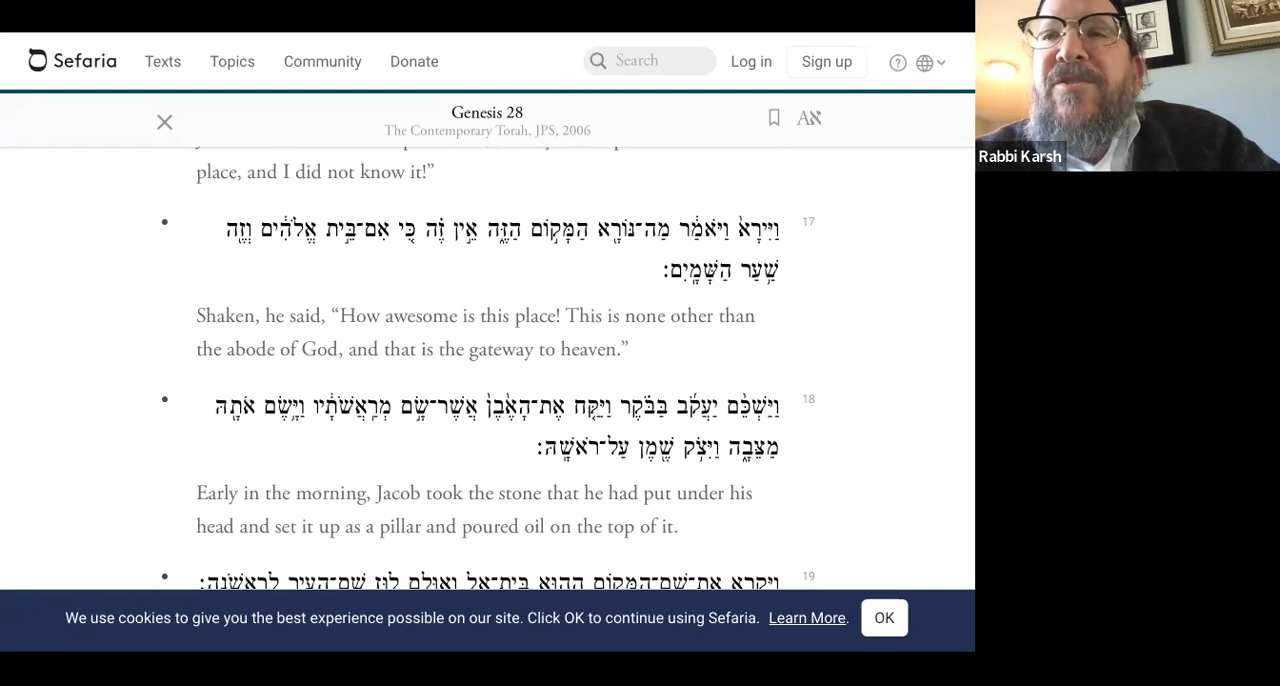 Sefaria
Texts
Topics
Community
Donate
Search
Log in
Sign up
Genesis 28
The Contemporary Torah, JPS, 2006
place, and I did not know it!”
17
וַיִּירָא֙ וַיֹּאמַ֔ר מַה־נּוֹרָ֖א הַמָּק֣וֹם הַזֶּ֑ה אֵ֣ין זֶ֗ה כִּ֚י אִם־בֵּ֣ית אֱלֹהִ֔ים וְזֶ֖ה
שַׁ֥עַר הַשָּׁמָֽיִם׃
Shaken, he said, “How awesome is this place! This is none other than
the abode of God, and that is the gateway to heaven.”
18
וַיַּשְׁכֵּ֨ם יַעֲקֹ֜ב בַּבֹּ֗קֶר וַיִּקַּ֤ח אֶת־הָאֶ֙בֶן֙ אֲשֶׁר־שָׂ֣ם מְרַֽאֲשֹׁתָ֔יו וַיָּ֥שֶׂם אֹתָ֖הּ
מַצֵּבָ֑ה וַיִּצֹ֥ק שֶׁ֖מֶן עַל־רֹאשָֽׁהּ׃
Early in the morning, Jacob took the stone that he had put under his
head and set it up as a pillar and poured oil on the top of it.
19
וַיִּקְרָ֛א אֶת־שֵֽׁם־הַמָּק֥וֹם הַה֖וּא בֵּֽית־אֵ֑ל וְאוּלָ֛ם ל֥וּז שֵׁם־הָעִ֖יר לָרִאשֹׁנָֽה׃
We use cookies to give you the best experience possible on our site. Click OK to continue using Sefaria. Learn More.
OK
Rabbi Karsh